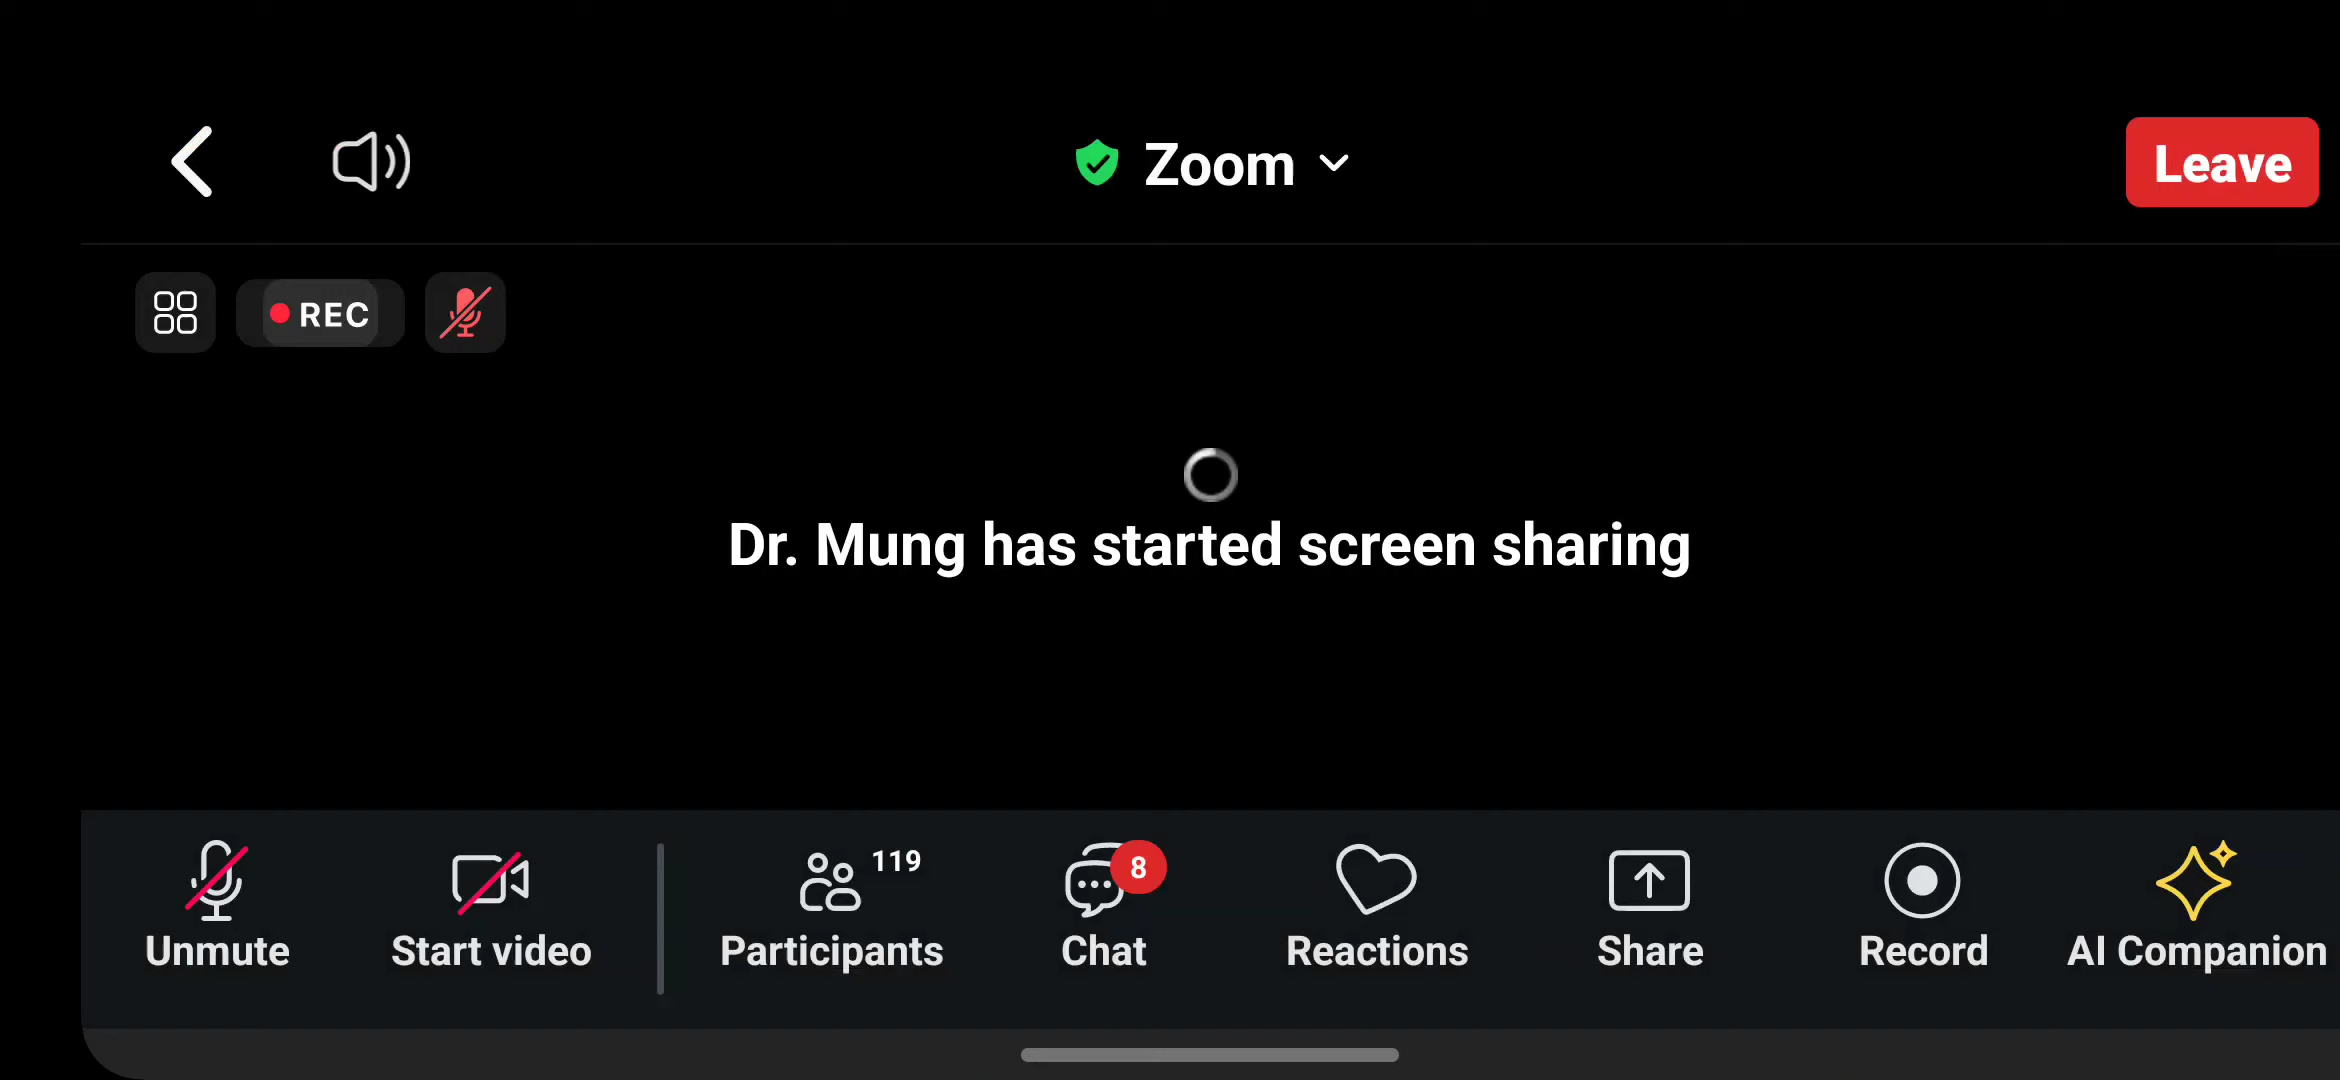 Zoom
Leave
REC
Dr. Mung has started screen sharing
119
8
Unmute
Start video
Participants
Chat
Reactions
Share
Record
AI Companion